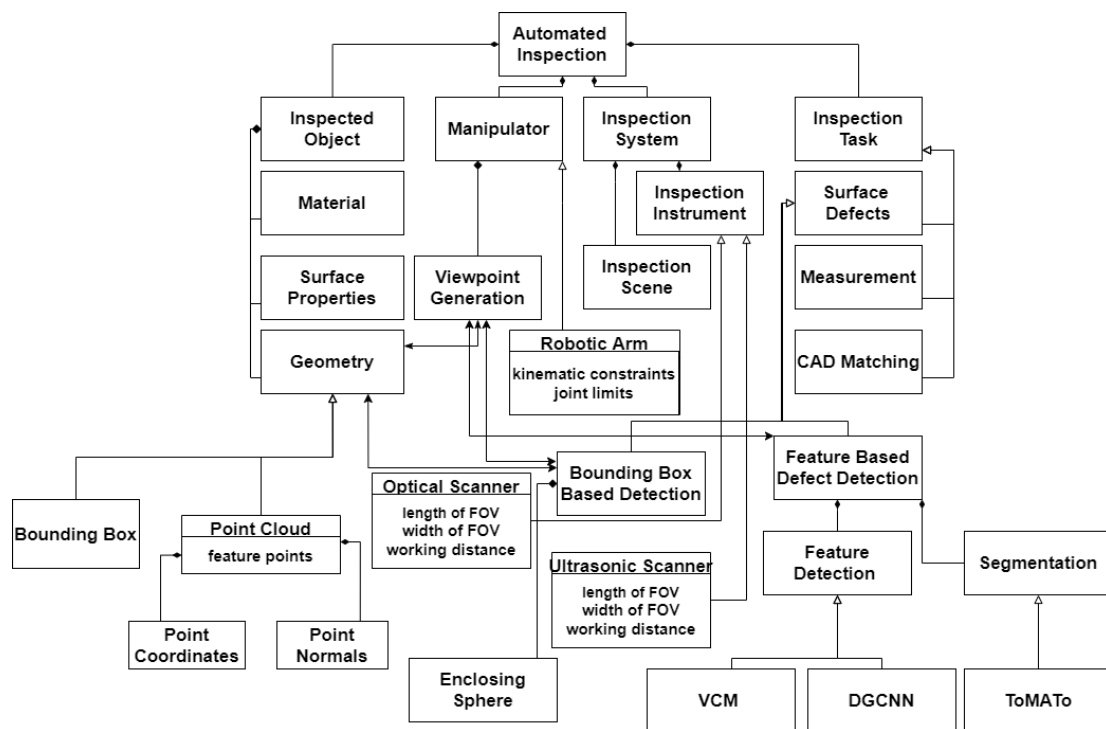 Automated
Inspection
Inspected
Object
Manipulator
Inspection
System
Inspection
Task
Material
Inspection
Instrument
Surface
Defects
Surface
Properties
Viewpoint
Generation
Inspection
Scene
Measurement
Geometry
Robotic Arm
kinematic constraints
joint limits
CAD Matching
Bounding Box
Based Detection
Feature Based
Defect Detection
Optical Scanner
length of FOV
width of FOV
working distance
Bounding Box
Point Cloud
feature points
Feature
Detection
Segmentation
Ultrasonic Scanner
length of FOV
width of FOV
working distance
Point
Coordinates
Point
Normals
Enclosing
Sphere
VCM
DGCNN
ToMATo